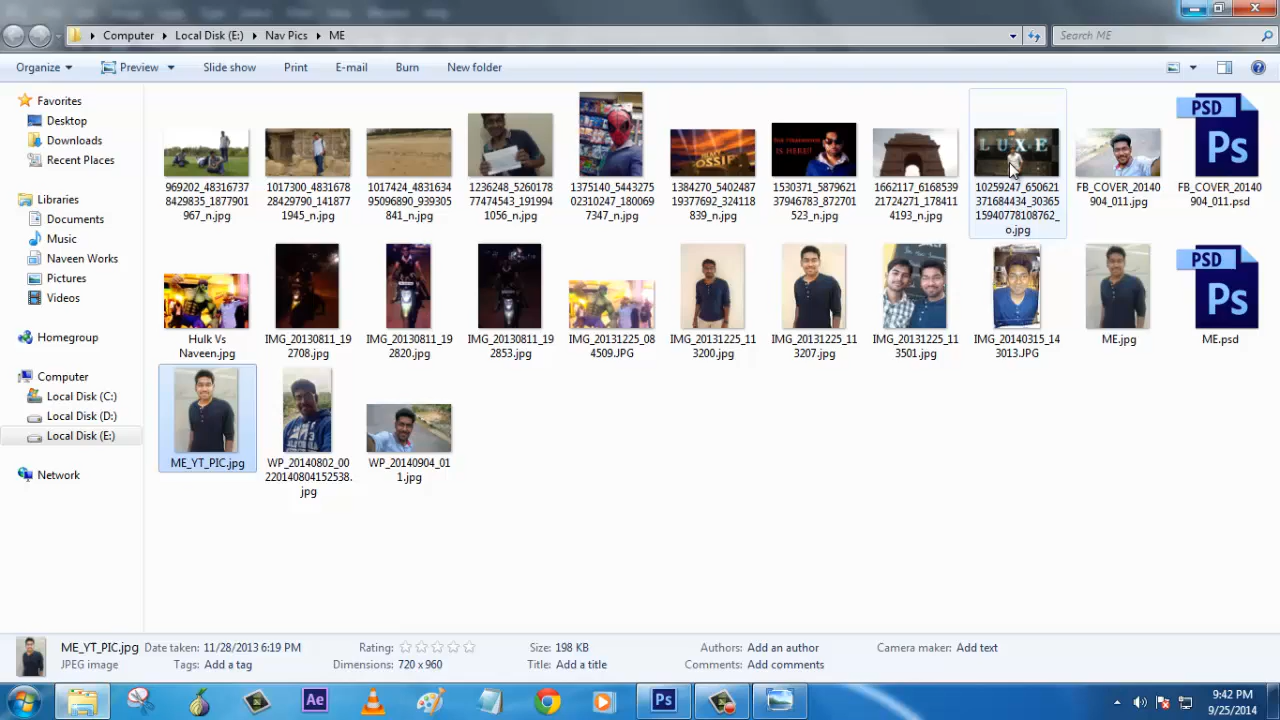 Computer ▸ Local Disk (E:) ▸ Nav Pics ▸ ME
Search ME
Organize Preview Slide show Print E-mail Burn New folder
Favorites
Desktop
Downloads
Recent Places
Libraries
Documents
Music
Naveen Works
Pictures
Videos
Homegroup
Computer
Local Disk (C:)
Local Disk (D:)
Local Disk (E:)
Network
969202_48316737
8429835_1877901
967_n.jpg
1017300_4831678
28429790_141877
1945_n.jpg
1017424_4831634
95096890_939305
841_n.jpg
1236248_5260178
77474543_191994
1056_n.jpg
1375140_5443275
02310247_180069
7347_n.jpg
1384270_5402487
19377692_324118
839_n.jpg
1530371_5879621
37946783_872701
523_n.jpg
1662117_6168539
21724271_178411
4193_n.jpg
LUXE
10259247_650621
371684434_30365
15940778108762_
o.jpg
FB_COVER_20140
904_011.jpg
PSD
Ps
FB_COVER_20140
904_011.psd
Hulk Vs
Naveen.jpg
IMG_20130811_19
2708.jpg
IMG_20130811_19
2820.jpg
IMG_20130811_19
2853.jpg
IMG_20131225_08
4509.JPG
IMG_20131225_11
3200.jpg
IMG_20131225_11
3207.jpg
IMG_20131225_11
3501.jpg
IMG_20140315_14
3013.JPG
ME.jpg
PSD
Ps
ME.psd
ME_YT_PIC.jpg
WP_20140802_00
220140804152538.
jpg
WP_20140904_01
1.jpg
ME_YT_PIC.jpg Date taken: 11/28/2013 6:19 PM Rating: Size: 198 KB Authors: Add an author Camera maker: Add text
JPEG image Tags: Add a tag Dimensions: 720 x 960 Title: Add a title Comments: Add comments
Ae
Ps
9:42 PM
9/25/2014